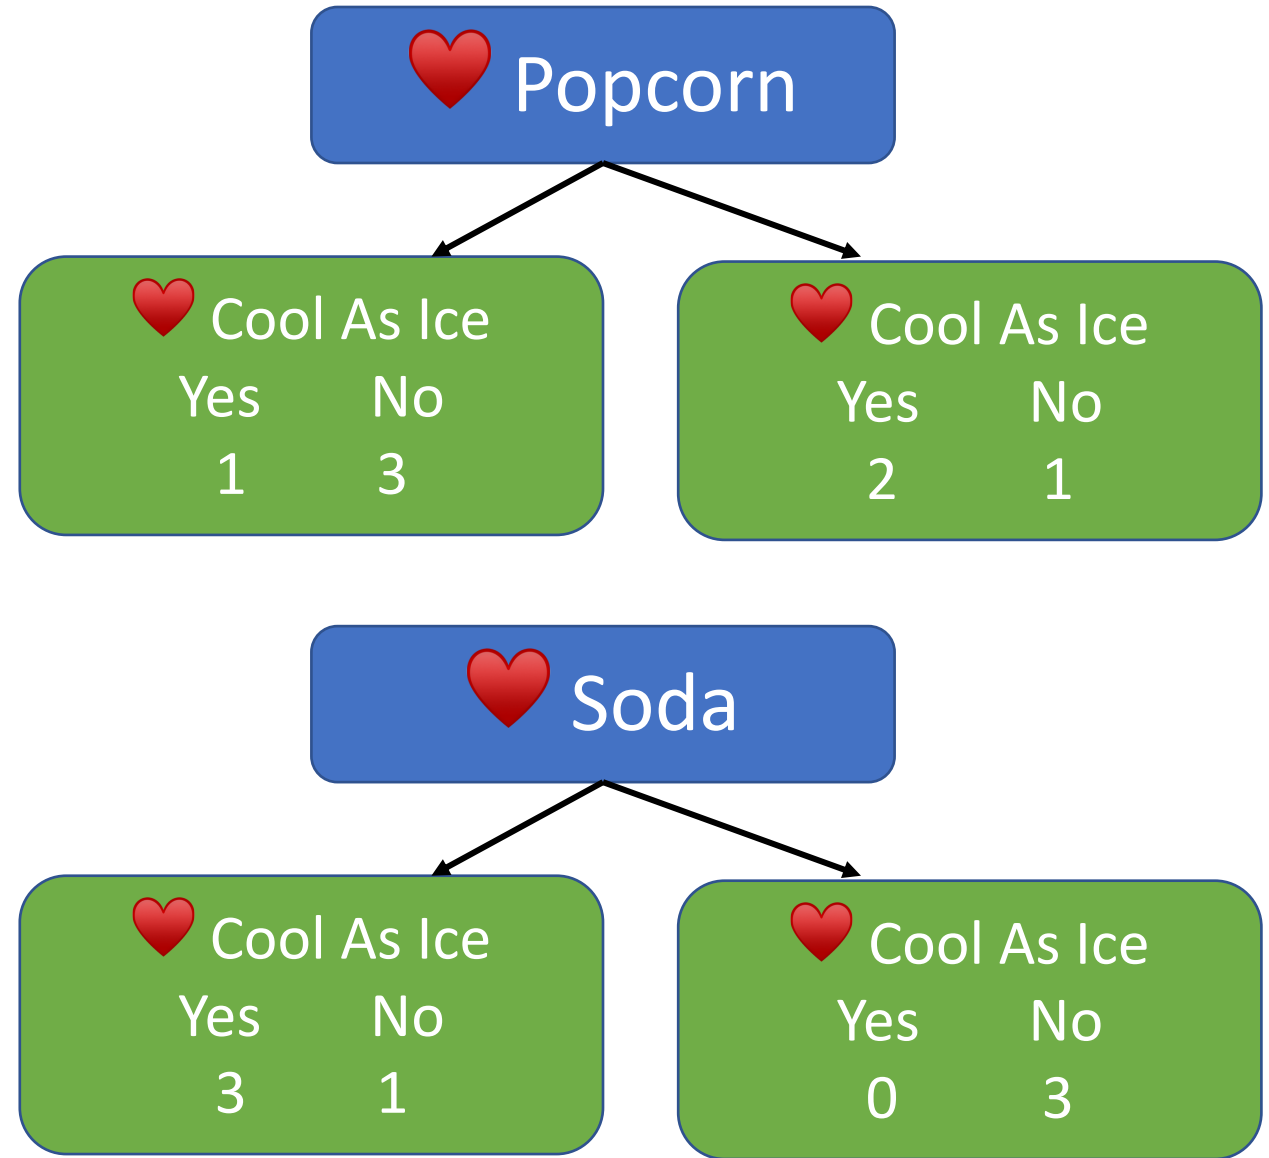 Popcorn
Cool As Ice
Yes No
1 3
Cool As Ice
Yes No
2 1
Soda
Cool As Ice
Yes No
3 1
Cool As Ice
Yes No
0 3